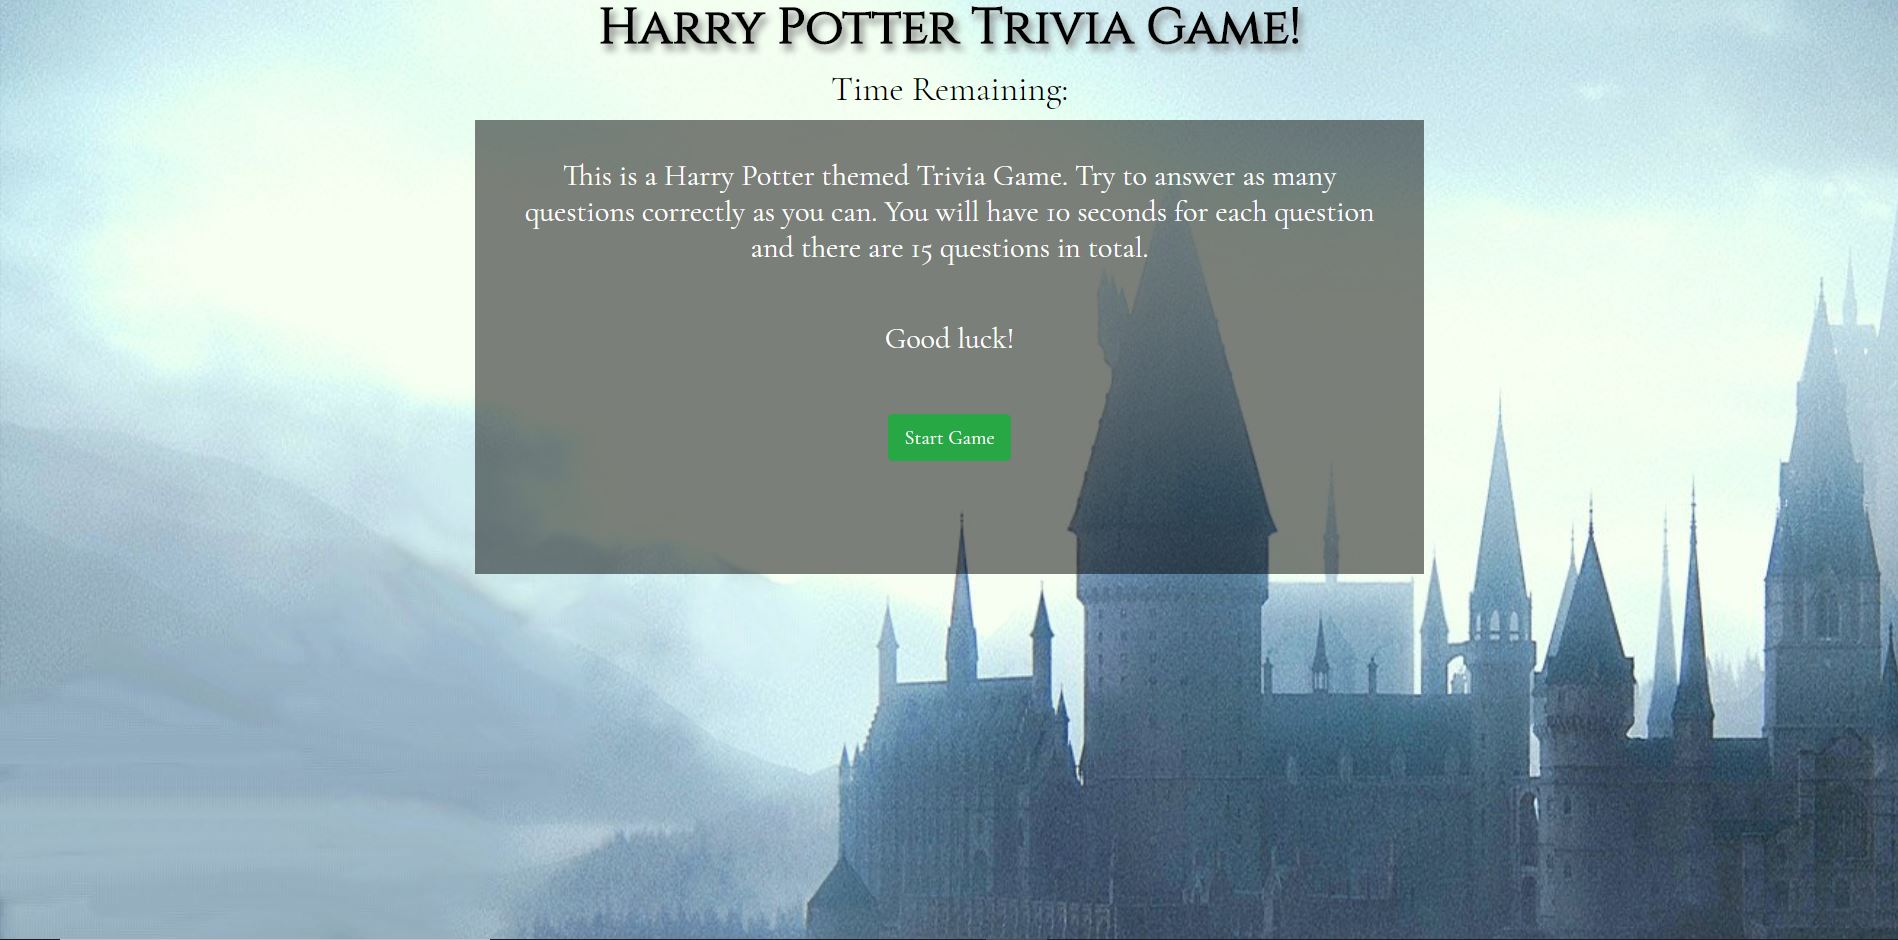 Harry Potter Trivia Game!
Time Remaining:
This is a Harry Potter themed Trivia Game. Try to answer as many
questions correctly as you can. You will have 10 seconds for each question
and there are 15 questions in total.
Good luck!
Start Game